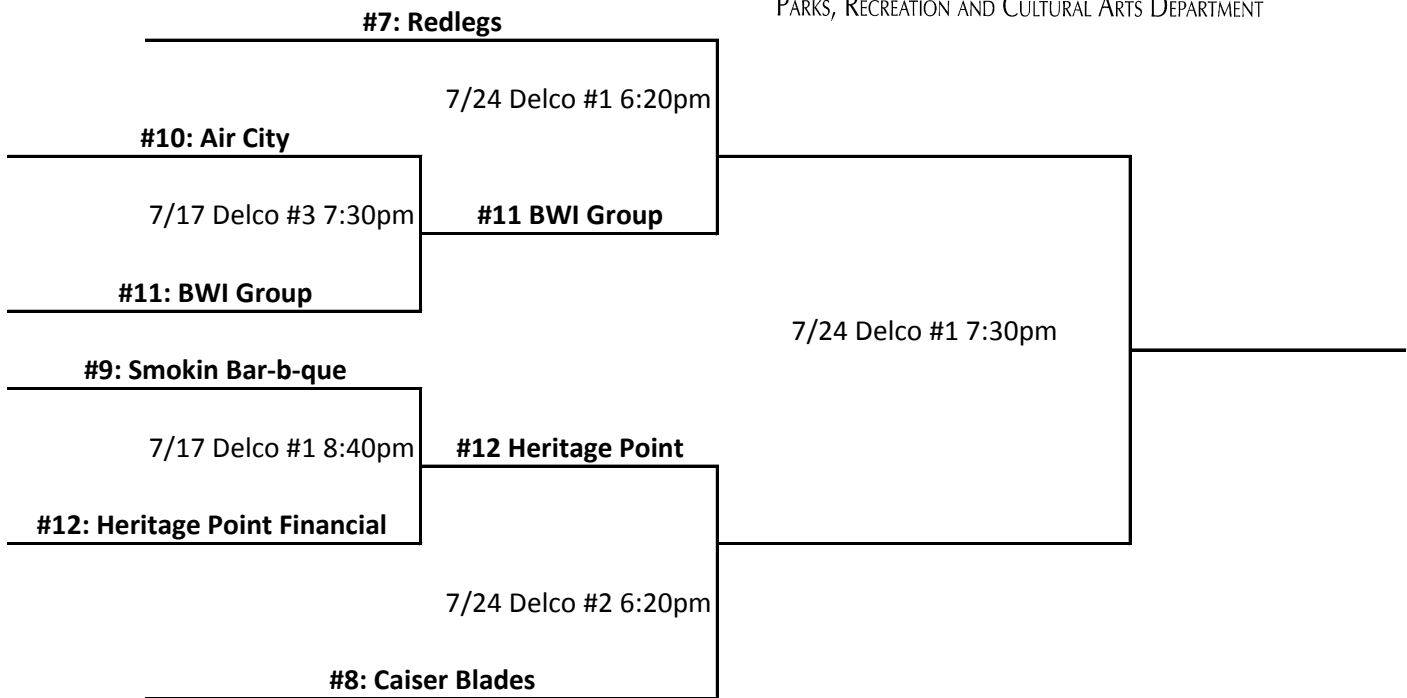 PARKS, RECREATION AND CULTURAL ARTS DEPARTMENT
#7: Redlegs
7/24 Delco #1 6:20pm
#10: Air City
7/17 Delco #3 7:30pm
#11 BWI Group
#11: BWI Group
7/24 Delco #1 7:30pm
#9: Smokin Bar-b-que
7/17 Delco #1 8:40pm
#12 Heritage Point
#12: Heritage Point Financial
7/24 Delco #2 6:20pm
#8: Caiser Blades